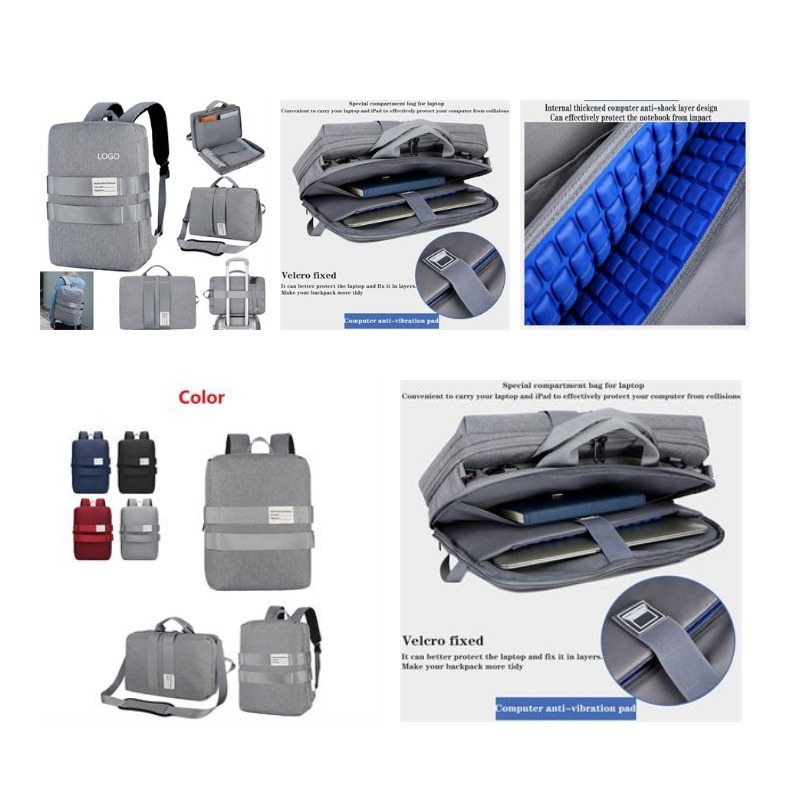 LOGO
Special compartment bag for laptop
Convenient to carry your laptop and iPad to effectively protect your computer from collisions
Velcro fixed
It can better protect the laptop and fix it in layers.
Make your backpack more tidy
Computer anti-vibration pad
Internal thickened computer anti-shock layer design
Can effectively protect the notebook from impact
Color
Special compartment bag for laptop
Convenient to carry your laptop and iPad to effectively protect your computer from collisions
Velcro fixed
It can better protect the laptop and fix it in layers.
Make your backpack more tidy
Computer anti-vibration pad